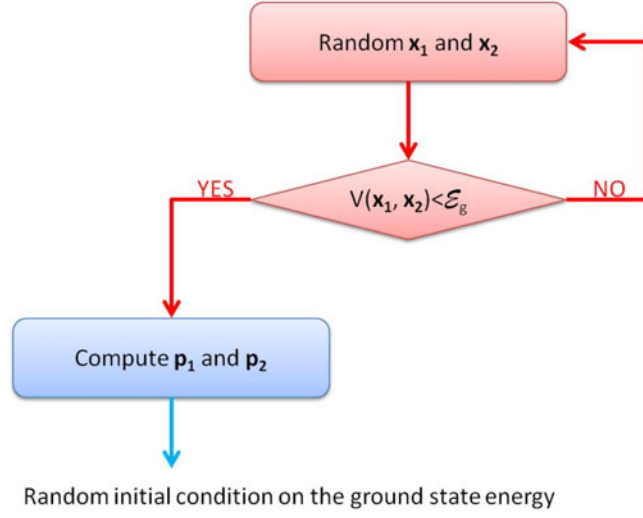 Random x₁ and x₂
YES
V(x₁, x₂)<ℰg
NO
Compute p₁ and p₂
Random initial condition on the ground state energy